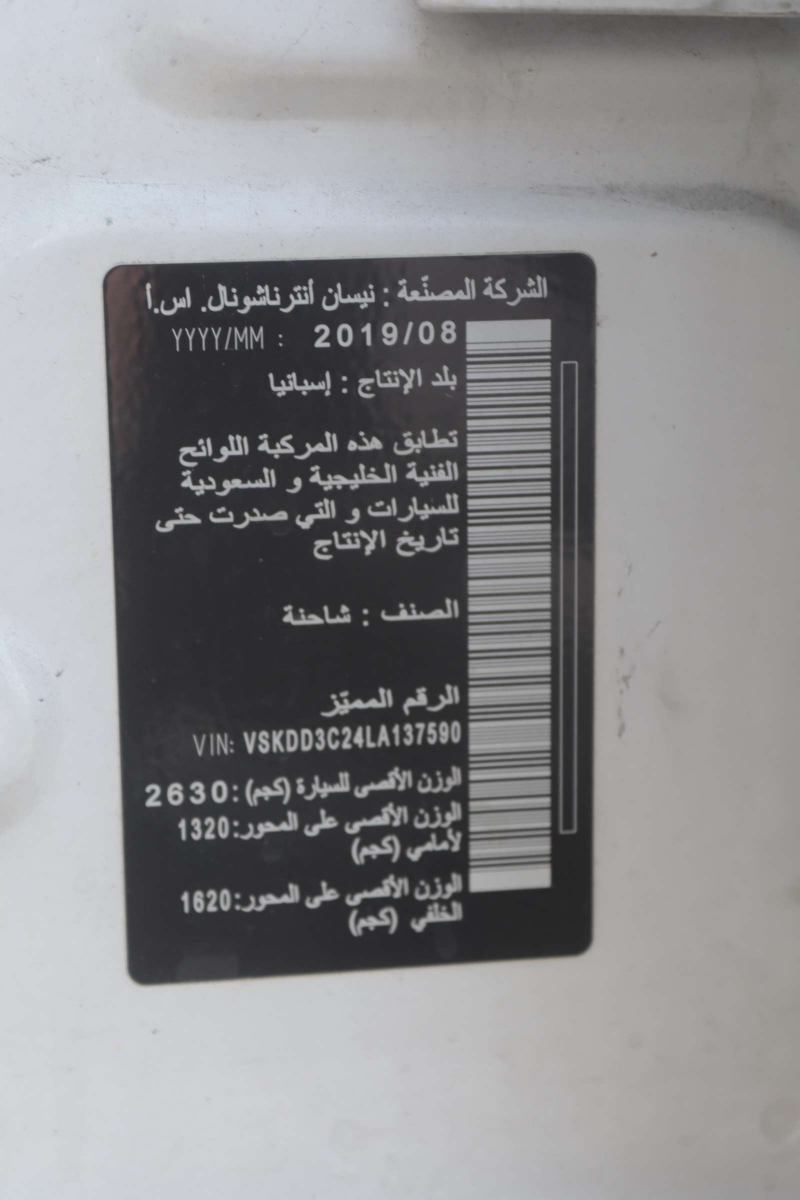 الشركة المصنّعة : نيسان أنترناشونال. اس.أ
YYYY/MM : 2019/08
بلد الإنتاج : إسبانيا
تطابق هذه المركبة اللوائح
الفنية الخليجية و السعودية
للسيارات و التي صدرت حتى
تاريخ الإنتاج
الصنف : شاحنة
الرقم المميّز
VIN: VSKDD3C24LA137590
الوزن الأقصى للسيارة (كجم):2630
الوزن الأقصى على المحور:1320
لأمامي (كجم)
الوزن الأقصى على المحور:1620
الخلفي (كجم)